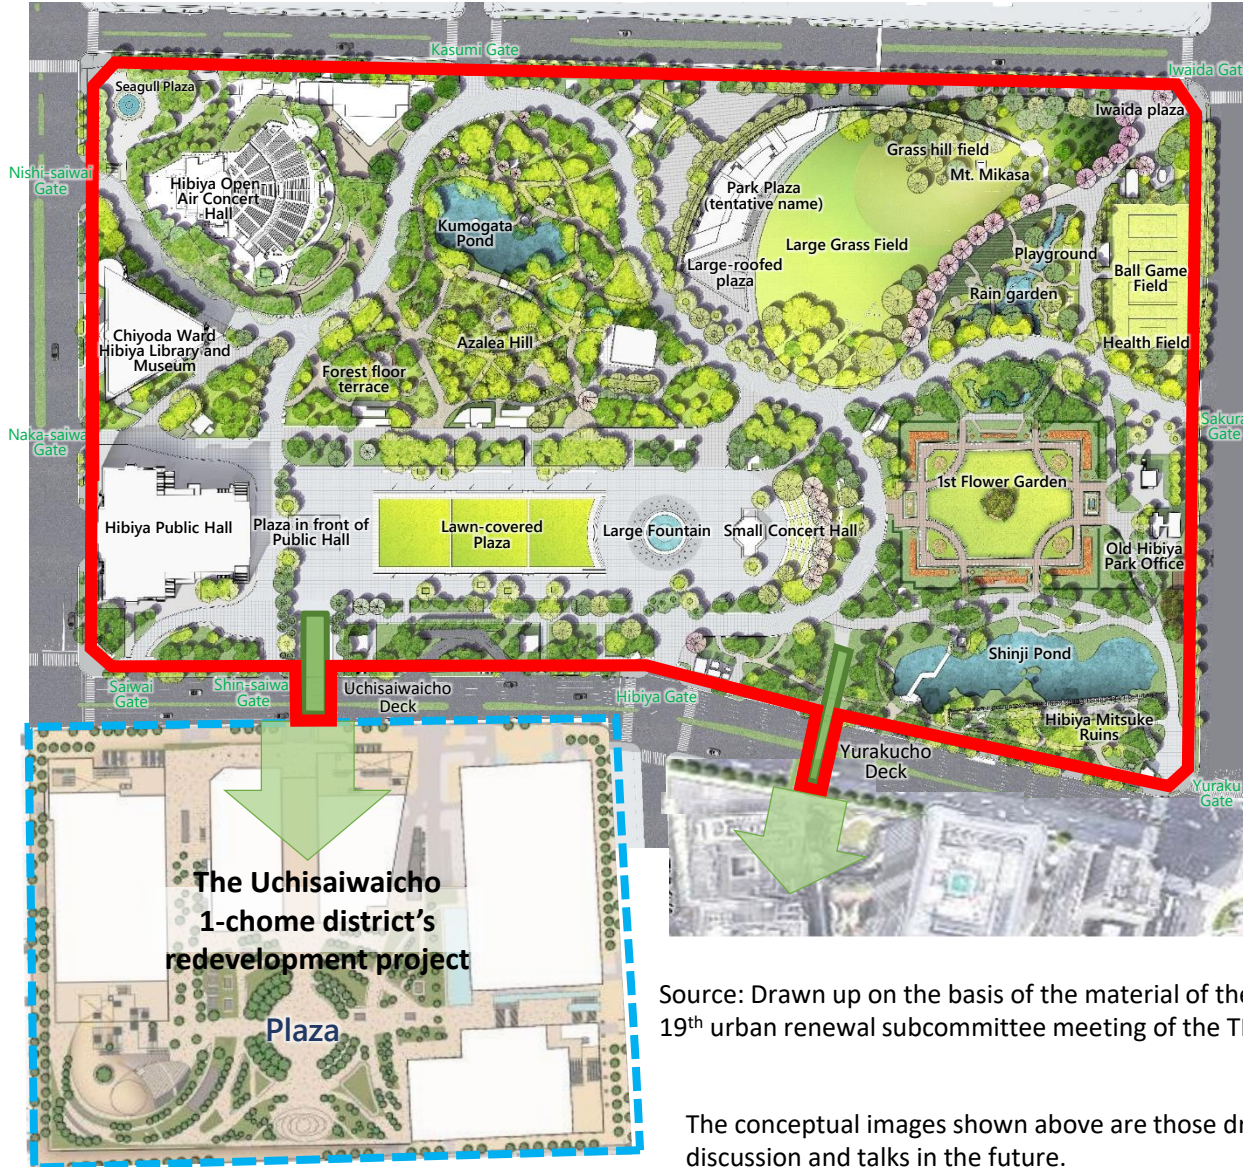 Kasumi Gate
Iwaida Gat
Seagull Plaza
Iwaida plaza
Nishi-saiwai
Gate
Hibiya Open-
Air Concert
Hall
Grass hill field
Mt. Mikasa
Park Plaza
(tentative name)
Kumogata
Pond
Large Grass Field
Large-roofed
plaza
Playground
Rain garden
Ball Game
Field
Chiyoda Ward
Hibiya Library and
Museum
Azalea Hill
Health Field
Forest floor
terrace
Naka-saiwa
Gate
Sakura
Gate
1st Flower Garden
Hibiya Public Hall
Plaza in front of
Public Hall
Lawn-covered
Plaza
Large Fountain
Small Concert Hall
Old Hibiya
Park Office
Shinji Pond
Saiwai
Gate
Shin-saiwa
Gate
Uchisaiwaicho
Deck
Hibiya Gate
Hibiya Mitsuke
Ruins
Yurakucho
Deck
Yuraku
Gate
The Uchisaiwaicho
1-chome district's
redevelopment project
Plaza
Source: Drawn up on the basis of the material of the
19th urban renewal subcommittee meeting of the
The conceptual images shown above are those
discussion and talks in the future.